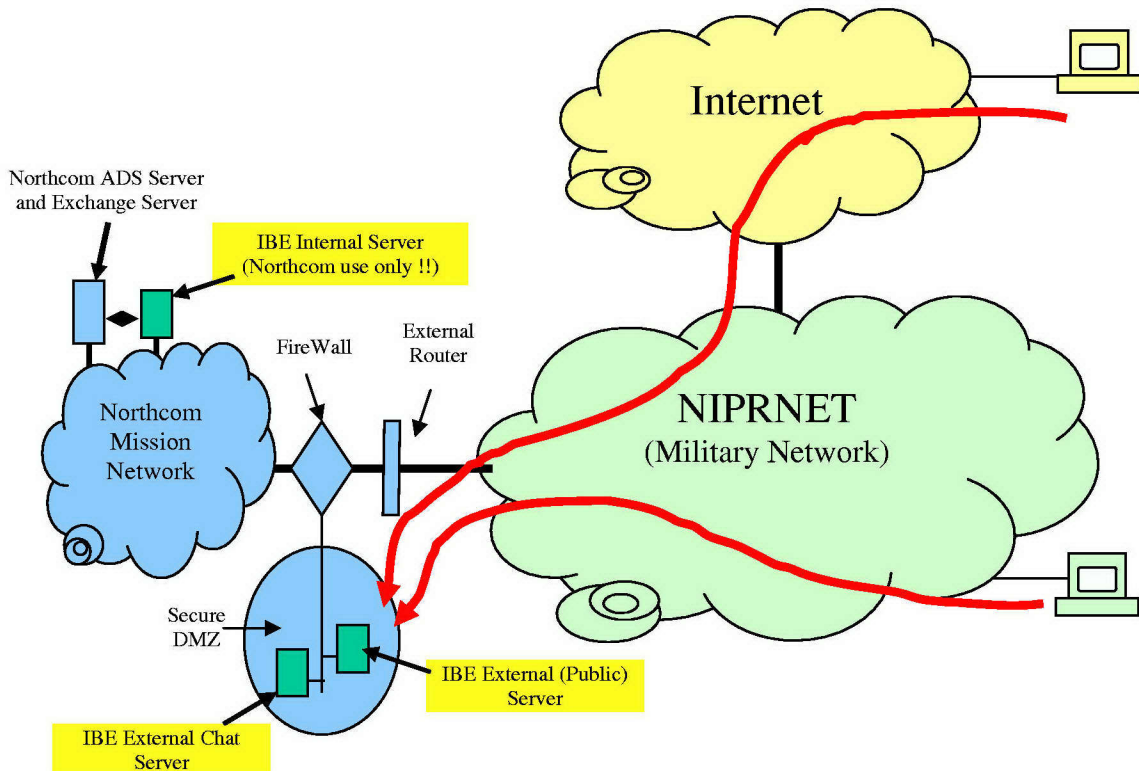 Internet
Northcom ADS Server
and Exchange Server
IBE Internal Server
(Northcom use only !!)
FireWall
External
Router
Northcom
Mission
Network
NIPRNET
(Military Network)
Secure
DMZ
IBE External (Public)
Server
IBE External Chat
Server